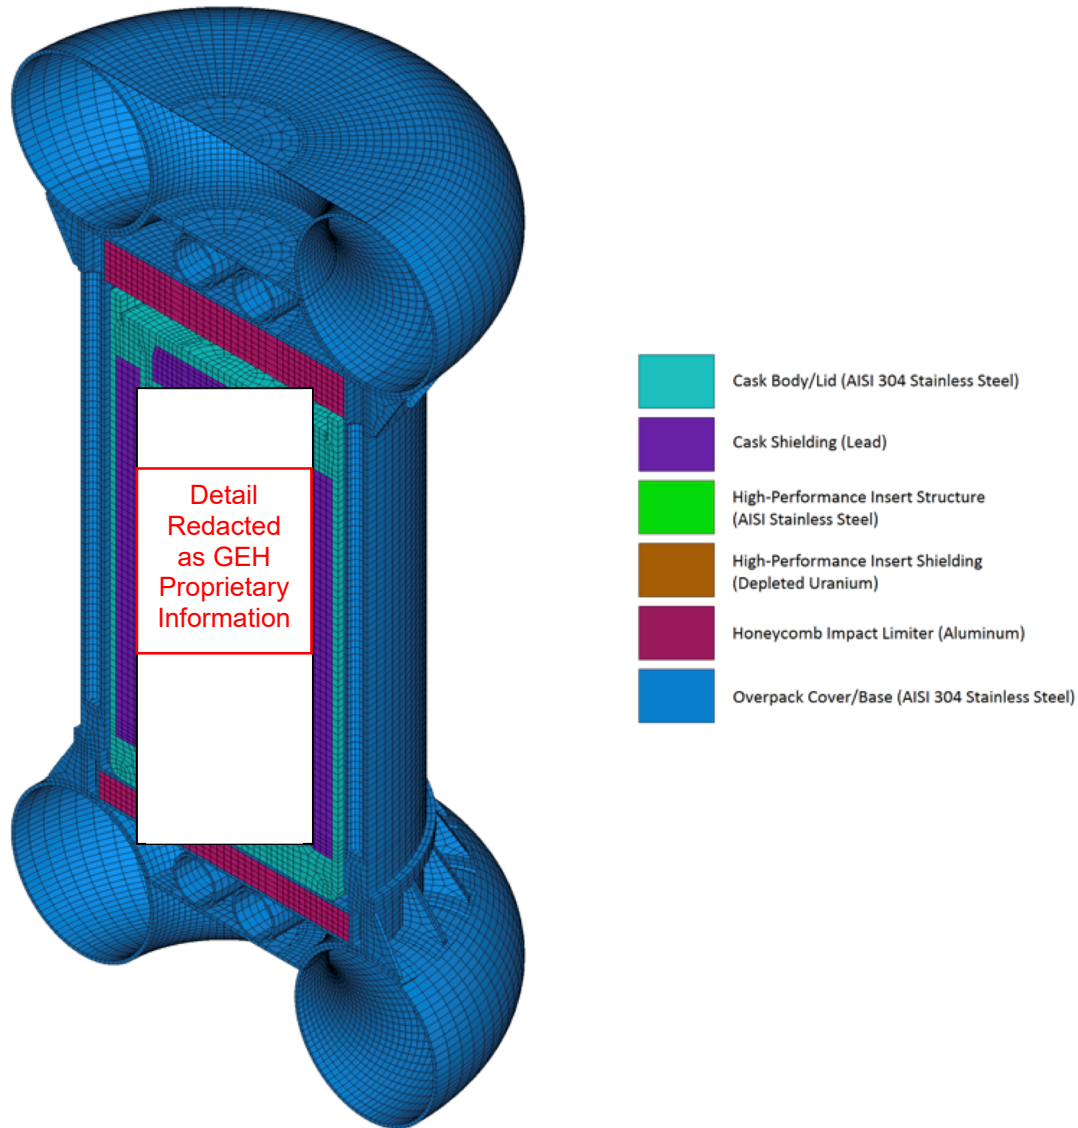 Detail
Redacted
as GEH
Proprietary
Information
Cask Body/Lid (AISI 304 Stainless Steel)
Cask Shielding (Lead)
High-Performance Insert Structure
(AISI Stainless Steel)
High-Performance Insert Shielding
(Depleted Uranium)
Honeycomb Impact Limiter (Aluminum)
Overpack Cover/Base (AISI 304 Stainless Steel)